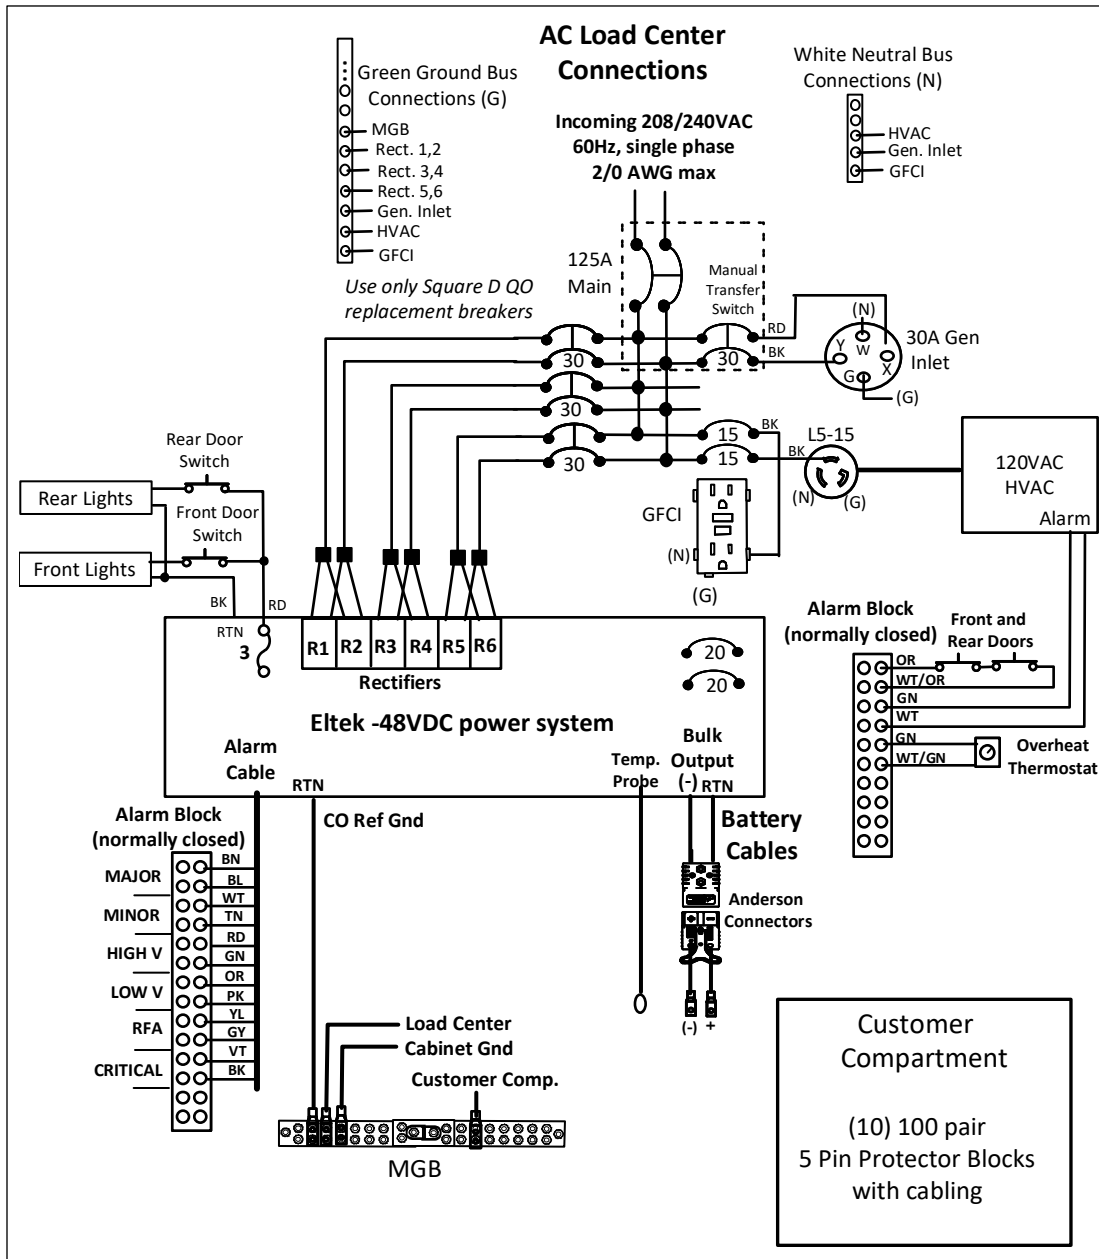 AC Load Center
Connections
Green Ground Bus
Connections (G)
MGB
Rect. 1,2
Rect. 3,4
Rect. 5,6
Gen. Inlet
HVAC
GFCI
White Neutral Bus
Connections (N)
HVAC
Gen. Inlet
GFCI
Incoming 208/240VAC
60Hz, single phase
2/0 AWG max
125A
Main
Manual
Transfer
Switch
Use only Square D QO
replacement breakers
30
30
30
30
RD
BK
(N)
Y
W
X
G
(G)
30A Gen
Inlet
15
15
BK
BK
L5-15
(N)
(G)
120VAC
HVAC
Alarm
GFCI
(N)
(G)
Rear Door
Switch
Rear Lights
Front Door
Switch
Front Lights
BK
RD
RTN
3
R1
R2
R3
R4
R5
R6
Rectifiers
20
20
Eltek -48VDC power system
Alarm
Cable
RTN
Temp.
Probe
Bulk
Output
(-)
RTN
Alarm Block
(normally closed)
Front and
Rear Doors
OR
WT/OR
GN
WT
GN
WT/GN
Overheat
Thermostat
Alarm Block
(normally closed)
MAJOR
MINOR
HIGH V
LOW V
RFA
CRITICAL
BN
BL
WT
TN
RD
GN
OR
PK
YL
GY
VT
BK
CO Ref Gnd
Battery
Cables
Anderson
Connectors
(-)
+
Load Center
Cabinet Gnd
Customer Comp.
MGB
Customer
Compartment
(10) 100 pair
5 Pin Protector Blocks
with cabling